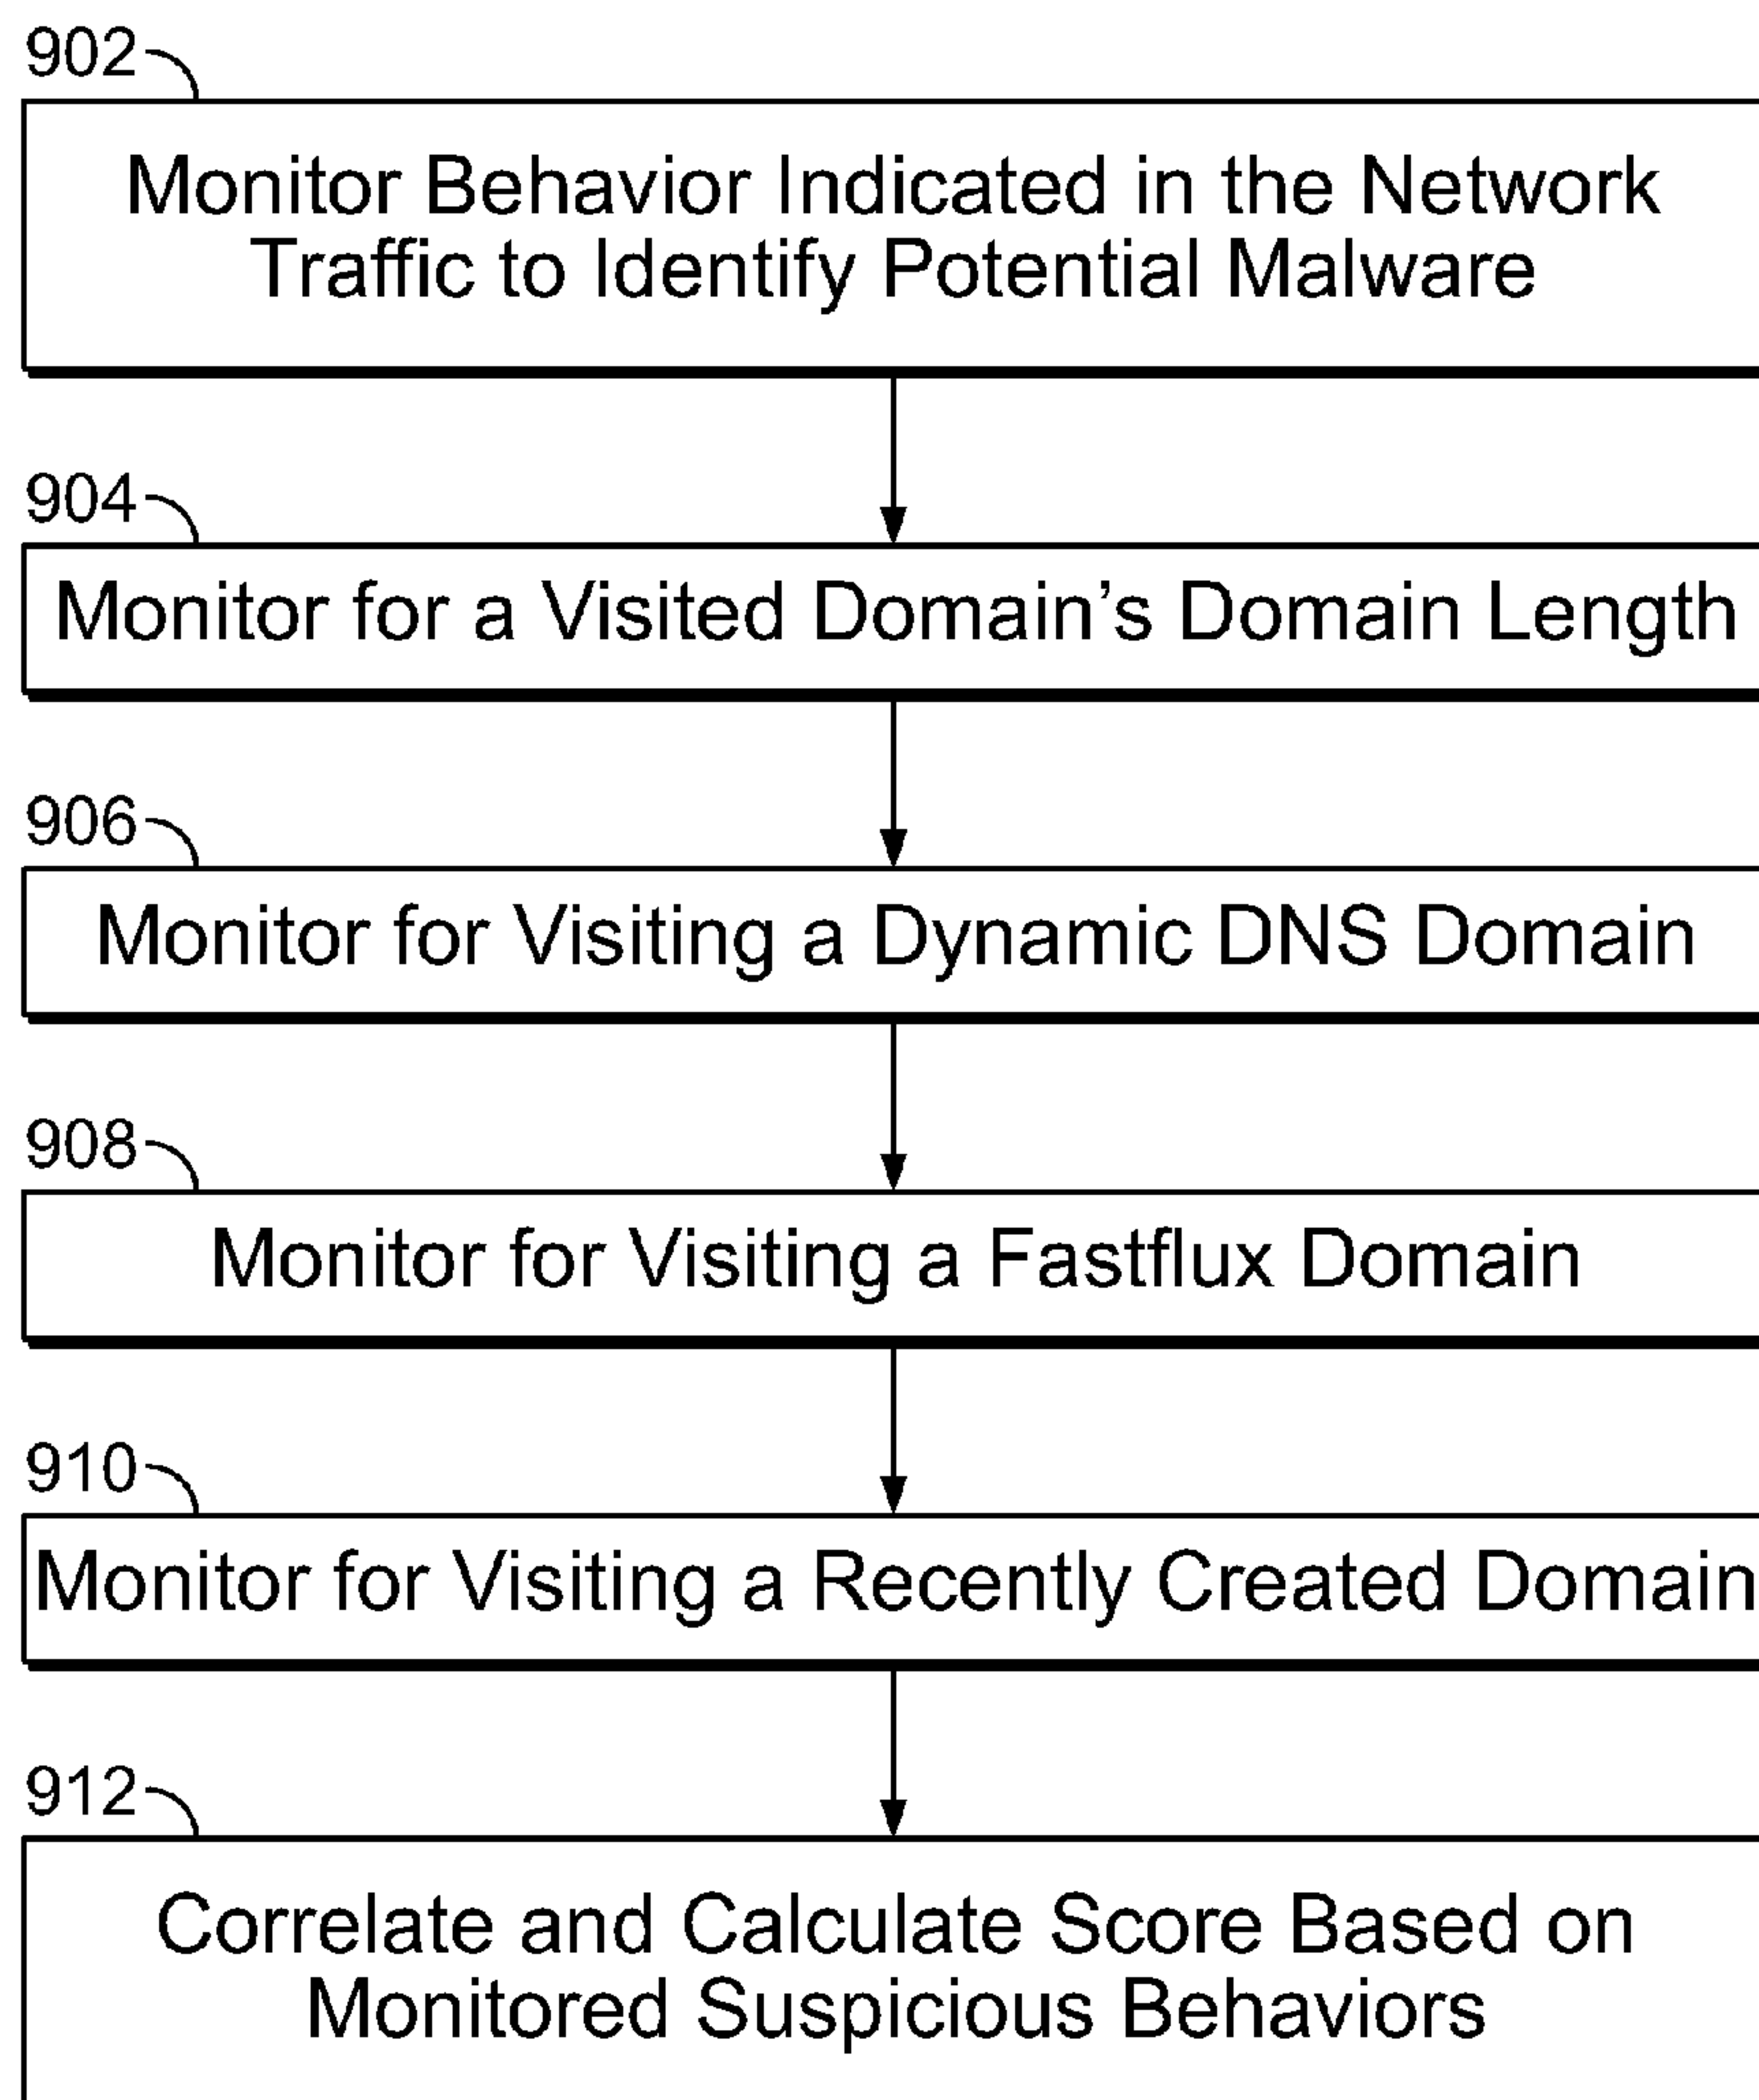 902
Monitor Behavior Indicated in the Network
Traffic to Identify Potential Malware
904
Monitor for a Visited Domain's Domain Length
906
Monitor for Visiting a Dynamic DNS Domain
908
Monitor for Visiting a Fastflux Domain
910
Monitor for Visiting a Recently Created Domain
912
Correlate and Calculate Score Based on
Monitored Suspicious Behaviors